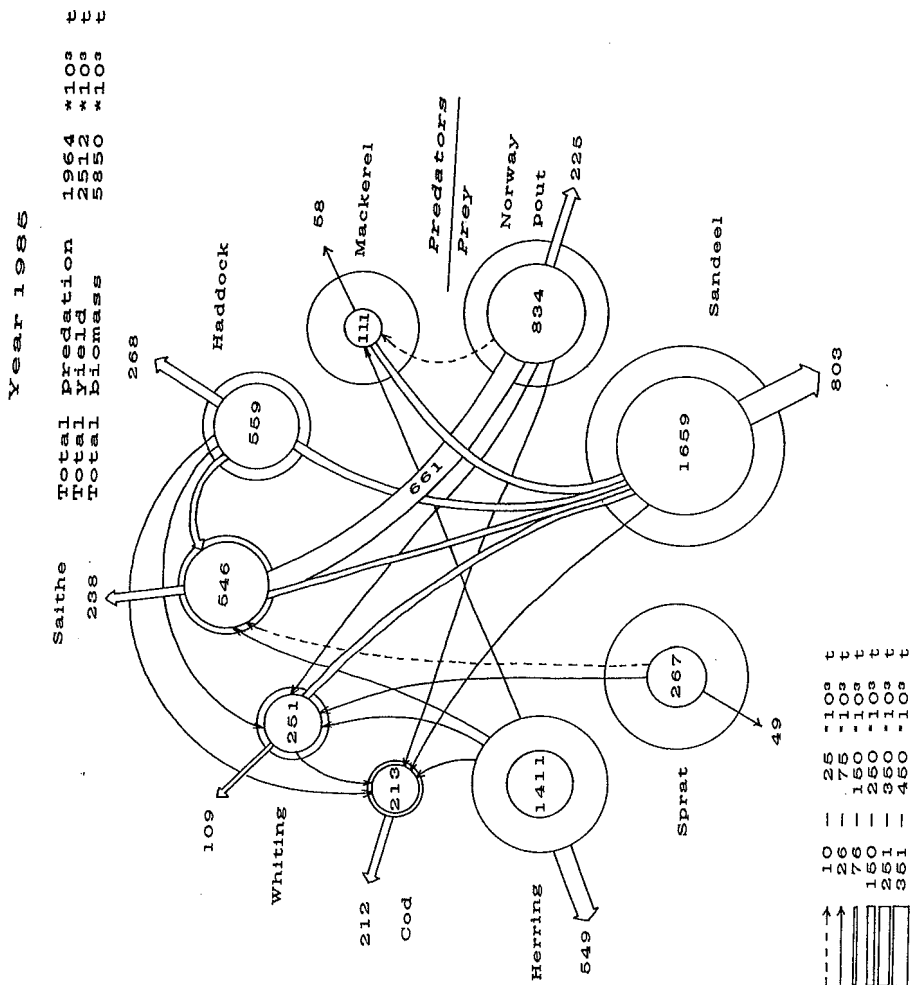 Year 1985
Total predation 1964 *10³ t
Total yield 2512 *10³ t
Total biomass 5850 *10³ t
Saithe
238
546
Haddock
268
559
Mackerel
58
111
Predators
Prey
Norway
pout
834
225
661
Sandeel
1659
803
Sprat
267
49
Herring
1411
549
Cod
212
213
Whiting
109
251
10 — 25 ·10³ t
26 — 75 ·10³ t
76 — 150 ·10³ t
150 — 250 ·10³ t
251 — 350 ·10³ t
351 — 450 ·10³ t